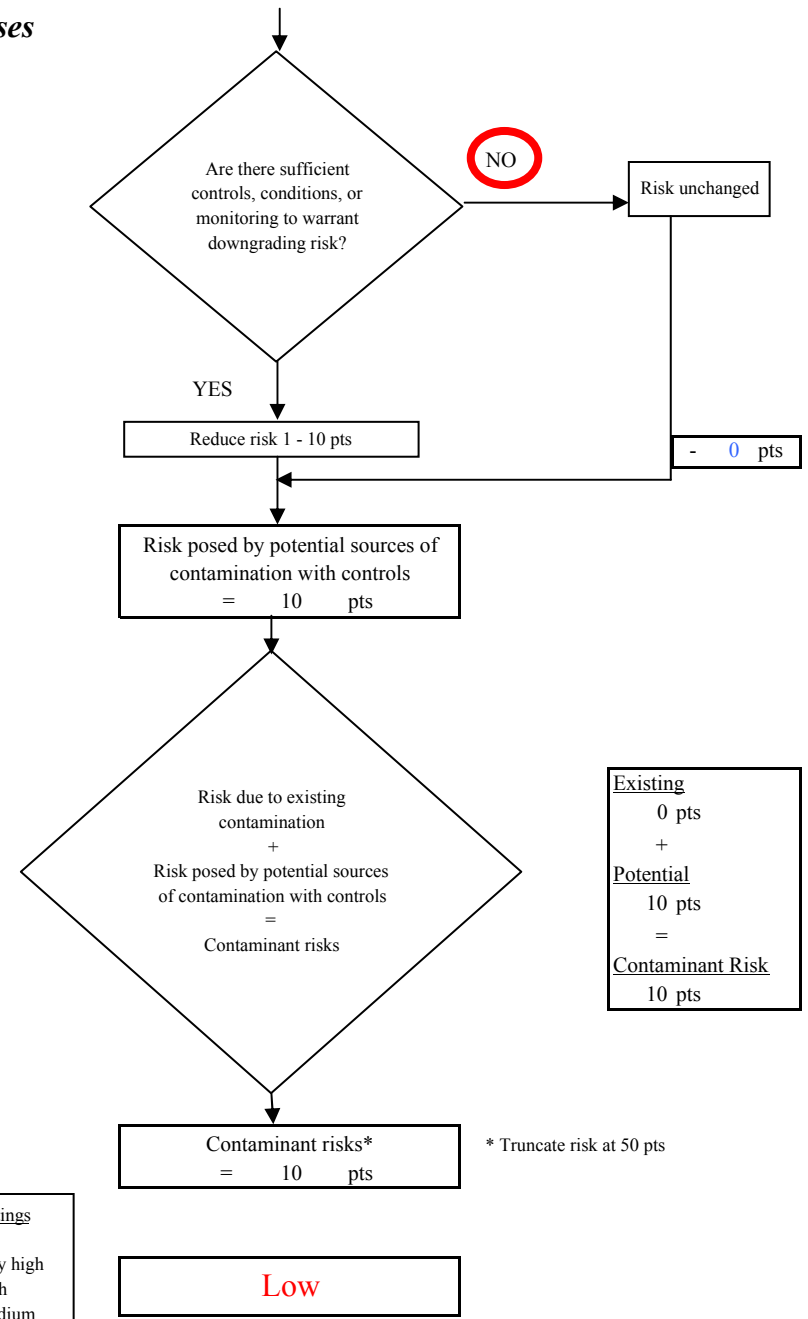 Are there sufficient
controls, conditions, or
monitoring to warrant
downgrading risk?
NO
Risk unchanged
YES
Reduce risk 1 - 10 pts
- 0 pts
Risk posed by potential sources of
contamination with controls
= 10 pts
Risk due to existing
contamination
+
Risk posed by potential sources
of contamination with controls
=
Contaminant risks
Existing
0 pts
+
Potential
10 pts
=
Contaminant Risk
10 pts
Contaminant risks*
= 10 pts
* Truncate risk at 50 pts
high
Low